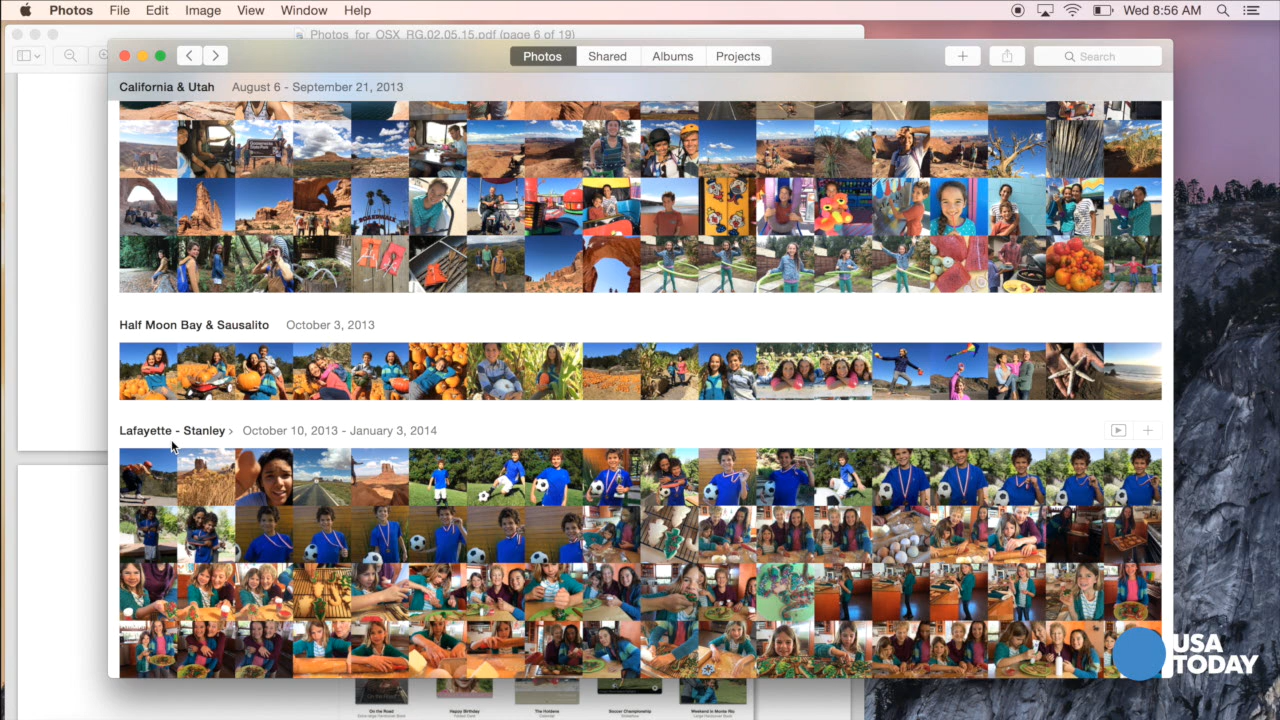 Photos File Edit Image View Window Help Wed 8:56 AM
Photos_for_OSX_RG.02.05.15.pdf (page 6 of 19)
Photos Shared Albums Projects Search
California & Utah August 6 - September 21, 2013
Half Moon Bay & Sausalito October 3, 2013
Lafayette - Stanley › October 10, 2013 - January 3, 2014
USA
TODAY
On the Road Happy Birthday The Holdens Soccer Championship Weekend in Monte Rio